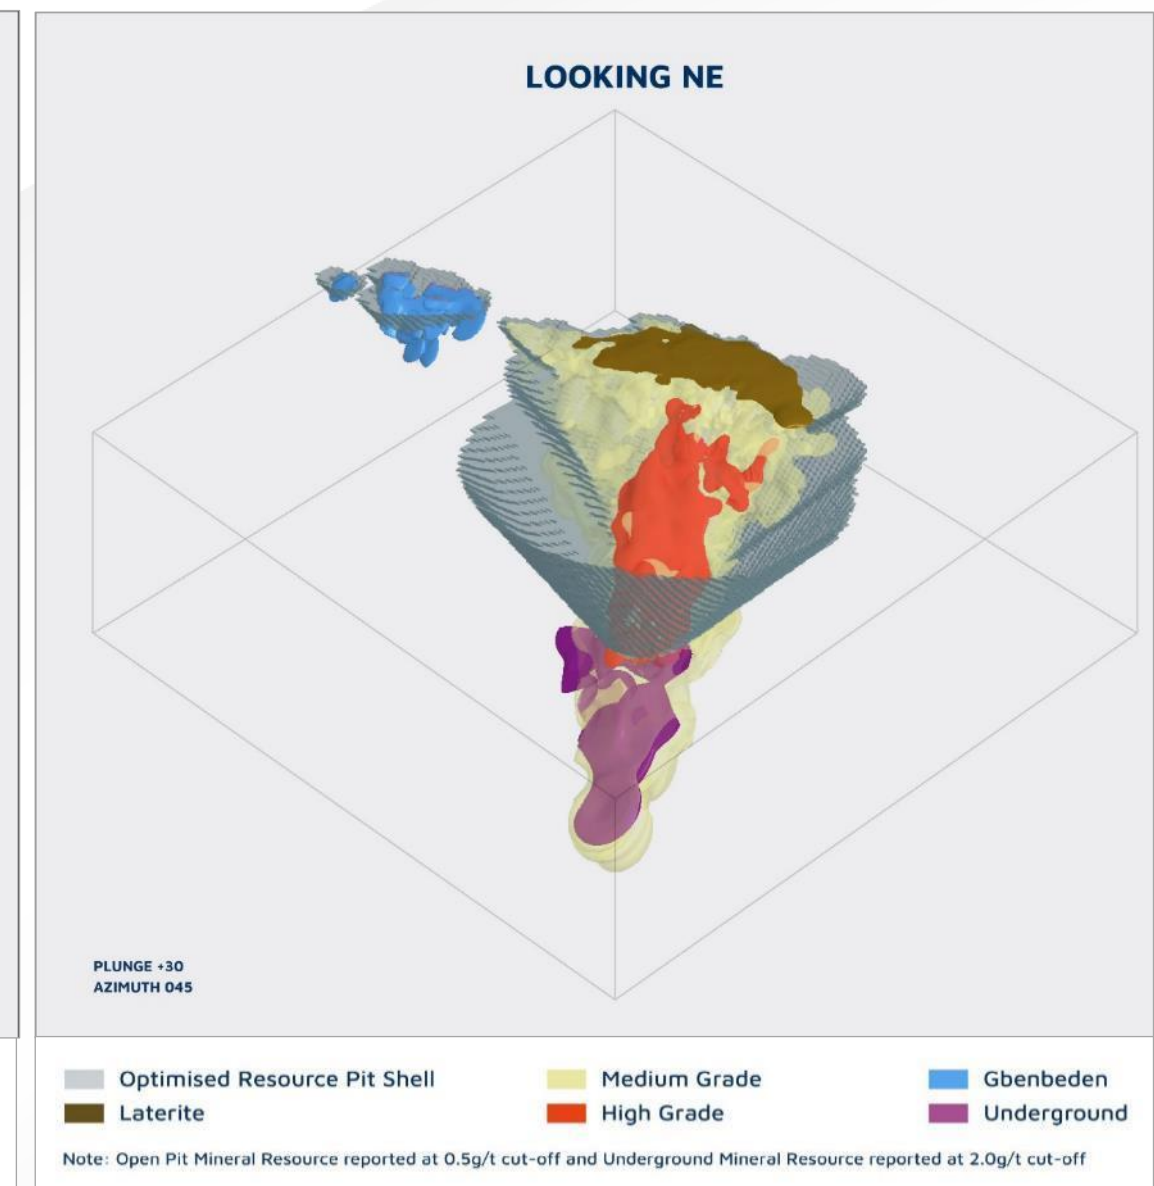 LOOKING NE
PLUNGE +30
AZIMUTH 045
Optimised Resource Pit Shell
Medium Grade
Gbenbeden
Laterite
High Grade
Underground
Note: Open Pit Mineral Resource reported at 0.5g/t cut-off and Underground Mineral Resource reported at 2.0g/t cut-off